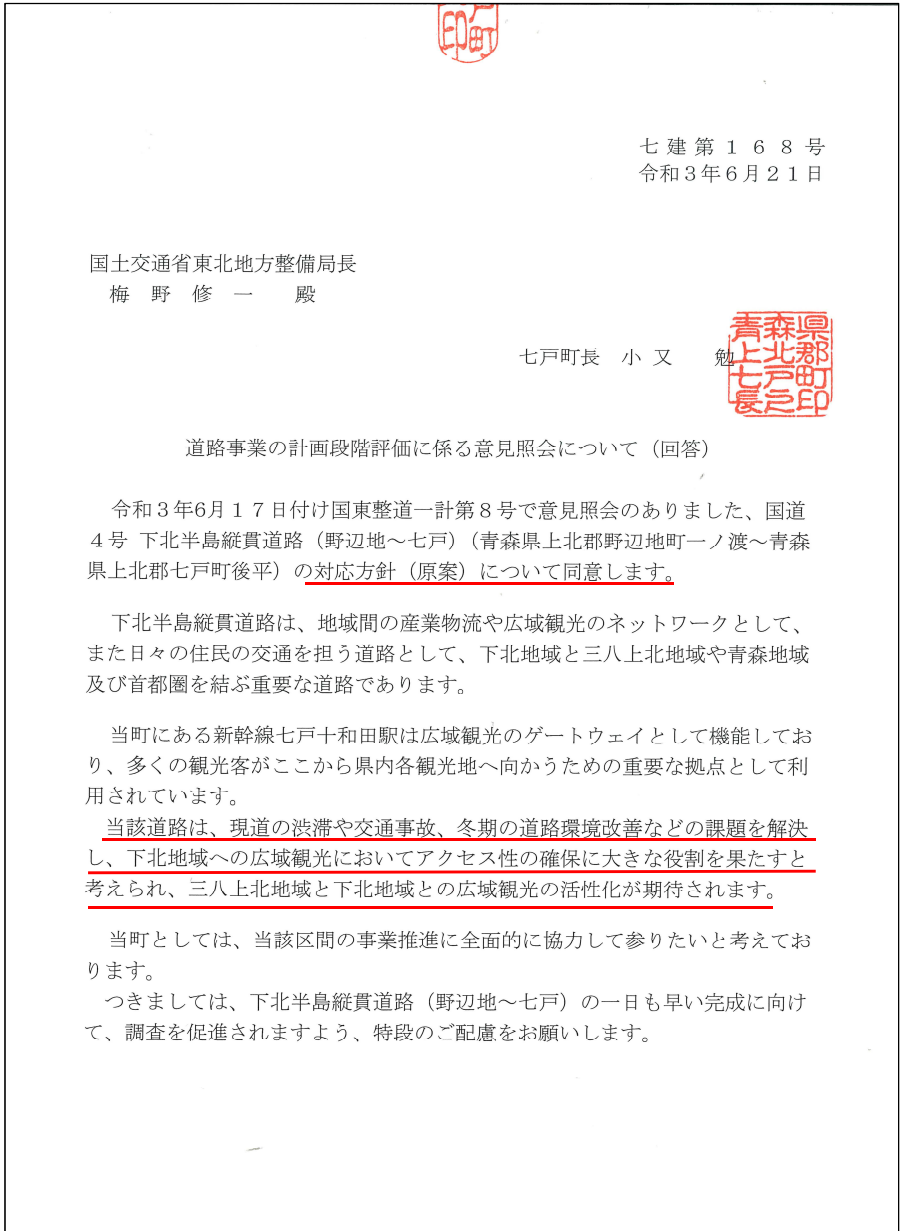 戸町
印
七建第１６８号
令和３年６月２１日
国土交通省東北地方整備局長
梅野修一　殿
七戸町長　小又　勉
青森県
上北郡
七戸町
長之印
道路事業の計画段階評価に係る意見照会について（回答）
令和３年6月１７日付け国東整道一計第８号で意見照会のありました、国道
４号 下北半島縦貫道路（野辺地～七戸）（青森県上北郡野辺地町一ノ渡～青森
県上北郡七戸町後平）の対応方針（原案）について同意します。
下北半島縦貫道路は、地域間の産業物流や広域観光のネットワークとして、
また日々の住民の交通を担う道路として、下北地域と三八上北地域や青森地域
及び首都圏を結ぶ重要な道路であります。
当町にある新幹線七戸十和田駅は広域観光のゲートウェイとして機能してお
り、多くの観光客がここから県内各観光地へ向かうための重要な拠点として利
用されています。
当該道路は、現道の渋滞や交通事故、冬期の道路環境改善などの課題を解決
し、下北地域への広域観光においてアクセス性の確保に大きな役割を果たすと
考えられ、三八上北地域と下北地域との広域観光の活性化が期待されます。
当町としては、当該区間の事業推進に全面的に協力して参りたいと考えてお
ります。
つきましては、下北半島縦貫道路（野辺地～七戸）の一日も早い完成に向け
て、調査を促進されますよう、特段のご配慮をお願いします。